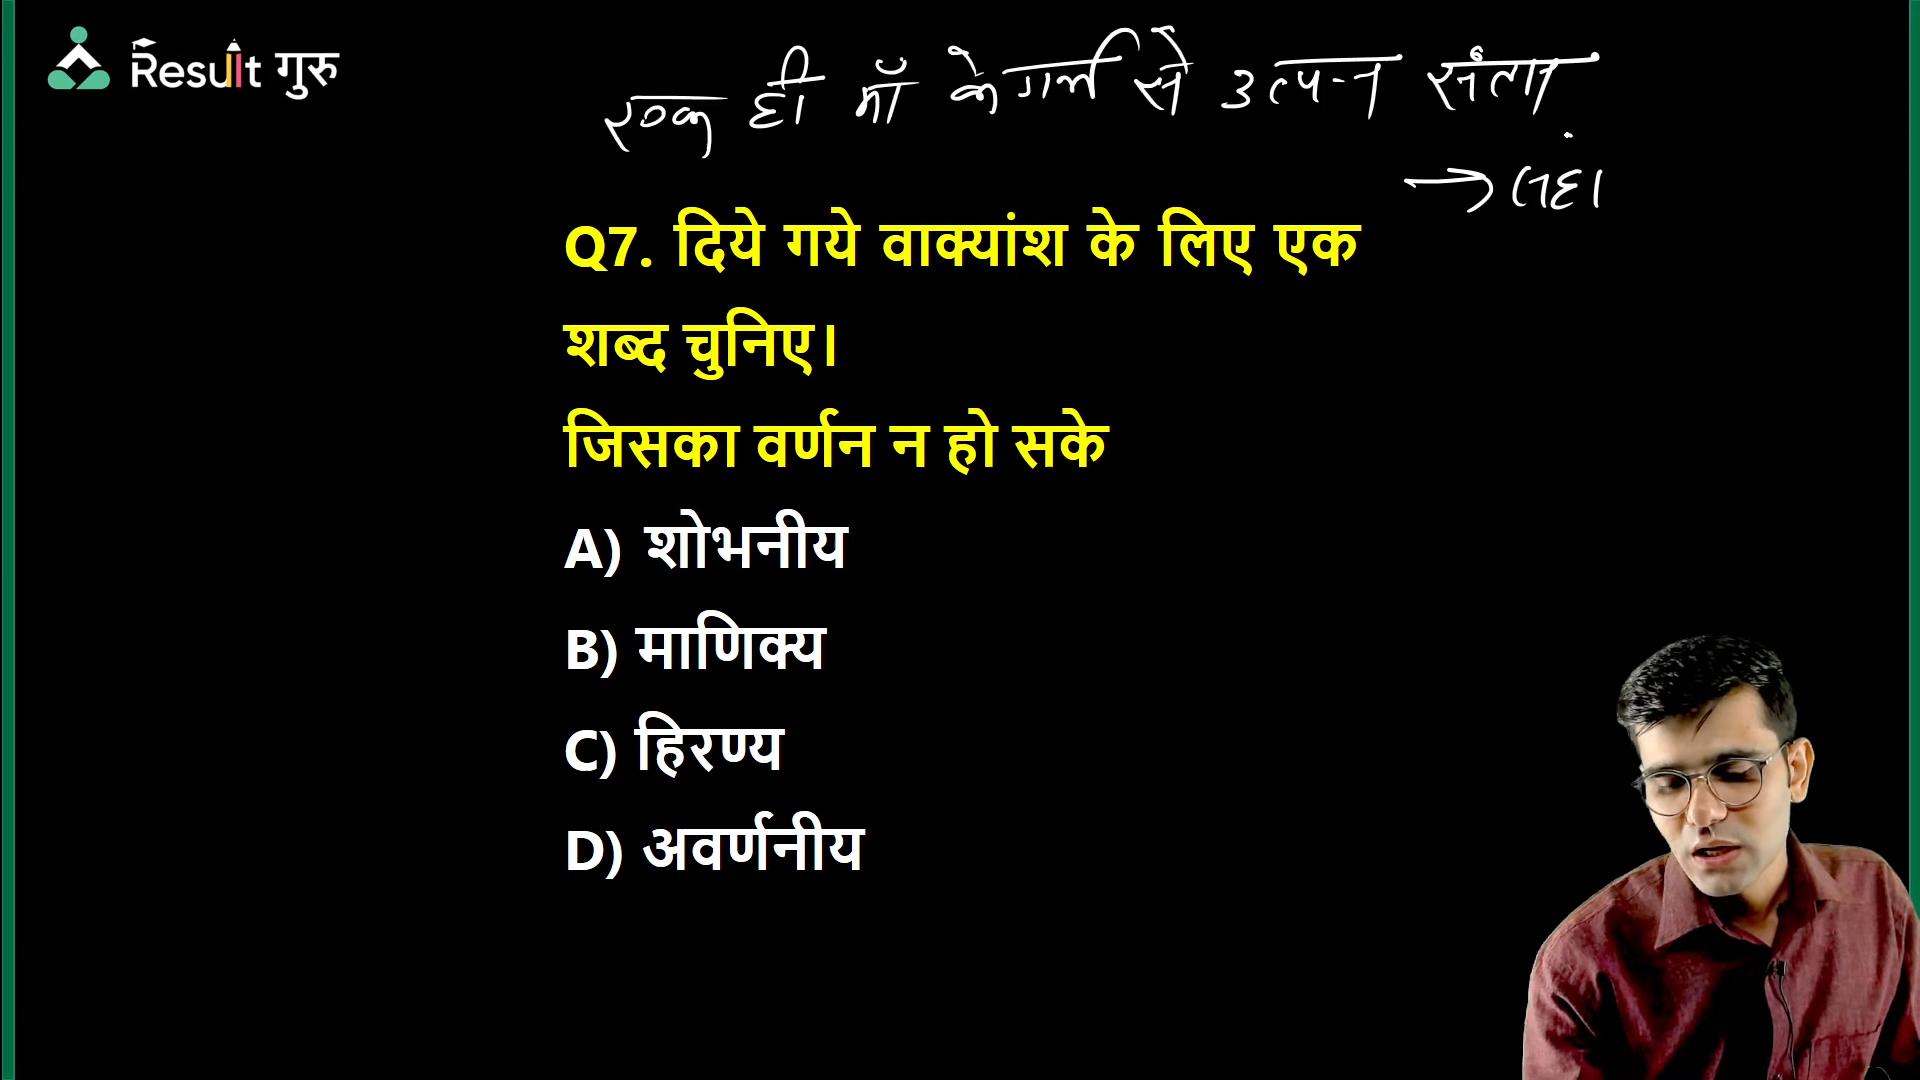 Result गुरु
एक ही माँ के गर्भ से उत्पन्न
Q7. दिये गये वाक्यांश के लिए एक
शब्द चुनिए।
जिसका वर्णन न हो सके
A) शोभनीय
B) माणिक्य
C) हिरण्य
D) अवर्णनीय